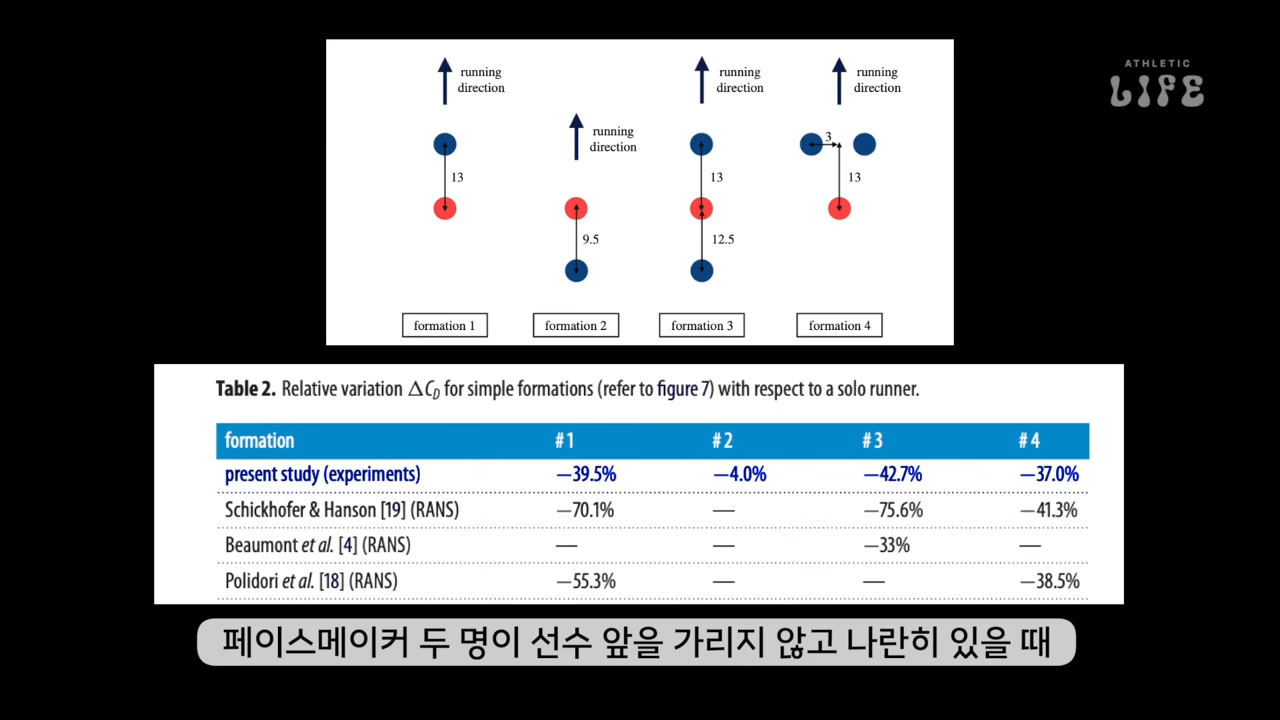 ATHLETIC
LIFE
running
direction
running
direction
running
direction
running
direction
3
13
13
13
9.5
12.5
formation 1
formation 2
formation 3
formation 4
Table 2. Relative variation ΔC_D for simple formations (refer to figure 7) with respect to a solo runner.
formation #1 #2 #3 #4
present study (experiments) −39.5% −4.0% −42.7% −37.0%
Schickhofer & Hanson [19] (RANS) −70.1% — −75.6% −41.3%
Beaumont et al. [4] (RANS) — — −33% —
Polidori et al. [18] (RANS) −55.3% — — −38.5%
페이스메이커 두 명이 선수 앞을 가리지 않고 나란히 있을 때